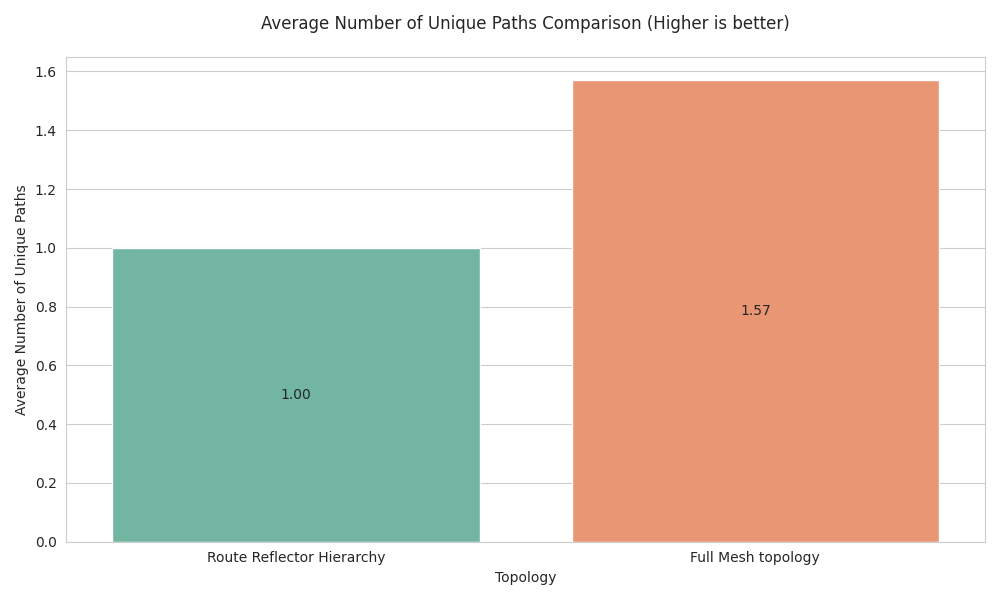 Average Number of Unique Paths Comparison (Higher is better)
Average Number of Unique Paths
1.6
1.4
1.2
1.0
0.8
0.6
0.4
0.2
0.0
1.00
1.57
Route Reflector Hierarchy
Full Mesh topology
Topology